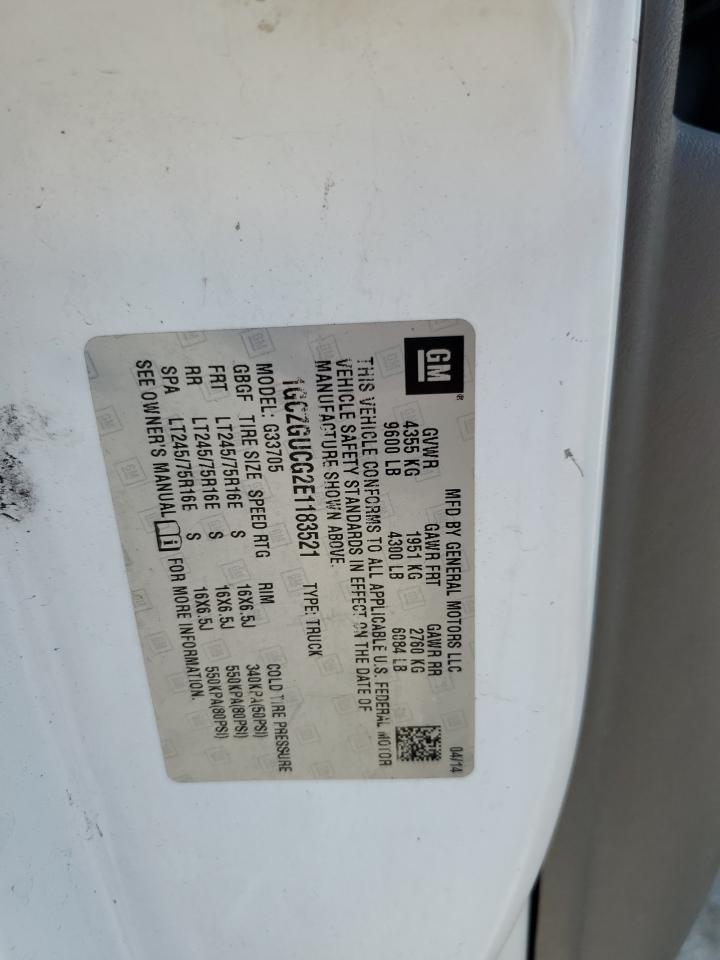 GM
®
MFD BY GENERAL MOTORS LLC
04/14
GVWR GAWR FRT GAWR RR
4355 KG 1951 KG 2760 KG
9600 LB 4300 LB 6084 LB
THIS VEHICLE CONFORMS TO ALL APPLICABLE U.S. FEDERAL MOTOR
VEHICLE SAFETY STANDARDS IN EFFECT ON THE DATE OF
MANUFACTURE SHOWN ABOVE.
1GCZGUCG2E1183521 TYPE: TRUCK
MODEL: G33705
GBGF TIRE SIZE SPEED RTG RIM COLD TIRE PRESSURE
FRT LT245/75R16E S 16X6.5J 340KPA(50PSI)
RR LT245/75R16E S 16X6.5J 550KPA(80PSI)
SPA LT245/75R16E S 16X6.5J 550KPA(80PSI)
SEE OWNER'S MANUAL i FOR MORE INFORMATION.